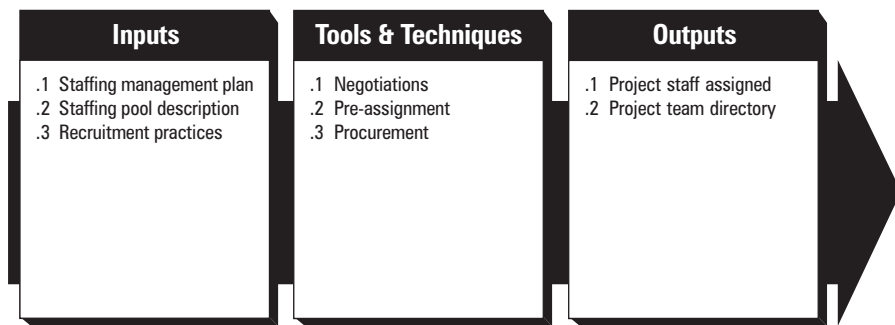 Inputs
.1 Staffing management plan
.2 Staffing pool description
.3 Recruitment practices
Tools & Techniques
.1 Negotiations
.2 Pre-assignment
.3 Procurement
Outputs
.1 Project staff assigned
.2 Project team directory